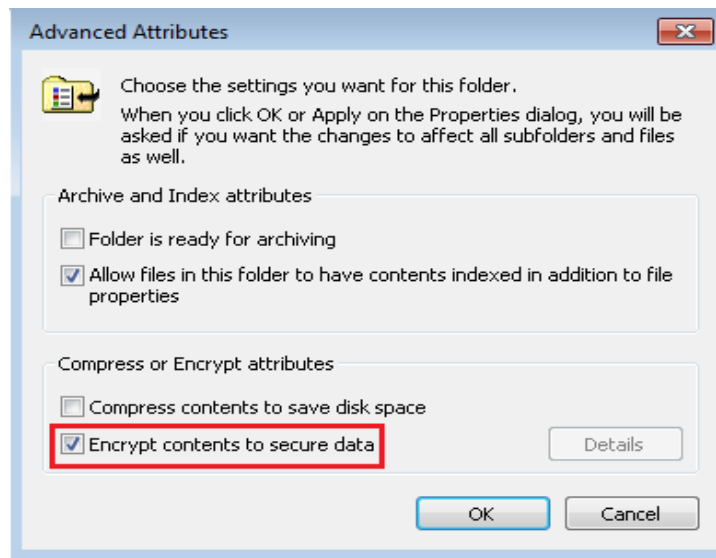 Advanced Attributes
Choose the settings you want for this folder.
When you click OK or Apply on the Properties dialog, you will be
asked if you want the changes to affect all subfolders and files
as well.
Archive and Index attributes
Folder is ready for archiving
Allow files in this folder to have contents indexed in addition to file
properties
Compress or Encrypt attributes
Compress contents to save disk space
Encrypt contents to secure data
Details
OK
Cancel